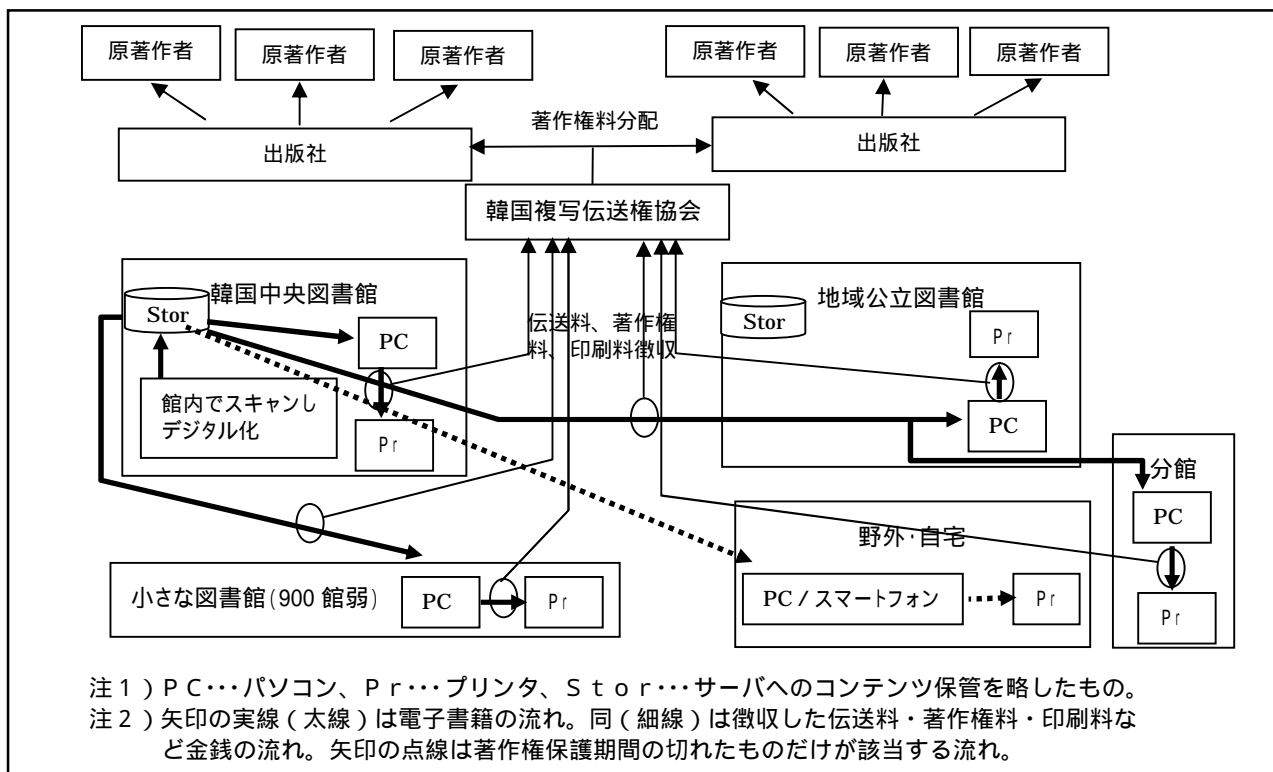 原著作者
原著作者
原著作者
原著作者
原著作者
原著作者
出版社
著作権料分配
出版社
韓国複写伝送権協会
韓国中央図書館
Stor
PC
館内でスキャンし
デジタル化
Pr
伝送料、著作権
料、印刷料徴収
地域公立図書館
Stor
Pr
PC
分館
PC
Pr
野外・自宅
PC / スマートフォン
Pr
小さな図書館(900 館弱)
PC
Pr
注１）ＰＣ･･･パソコン、Ｐｒ･･･プリンタ、Ｓｔｏｒ･･･サーバへのコンテンツ保管を略したもの。
注２）矢印の実線（太線）は電子書籍の流れ。同（細線）は徴収した伝送料・著作権料・印刷料な
ど金銭の流れ。矢印の点線は著作権保護期間の切れたものだけが該当する流れ。